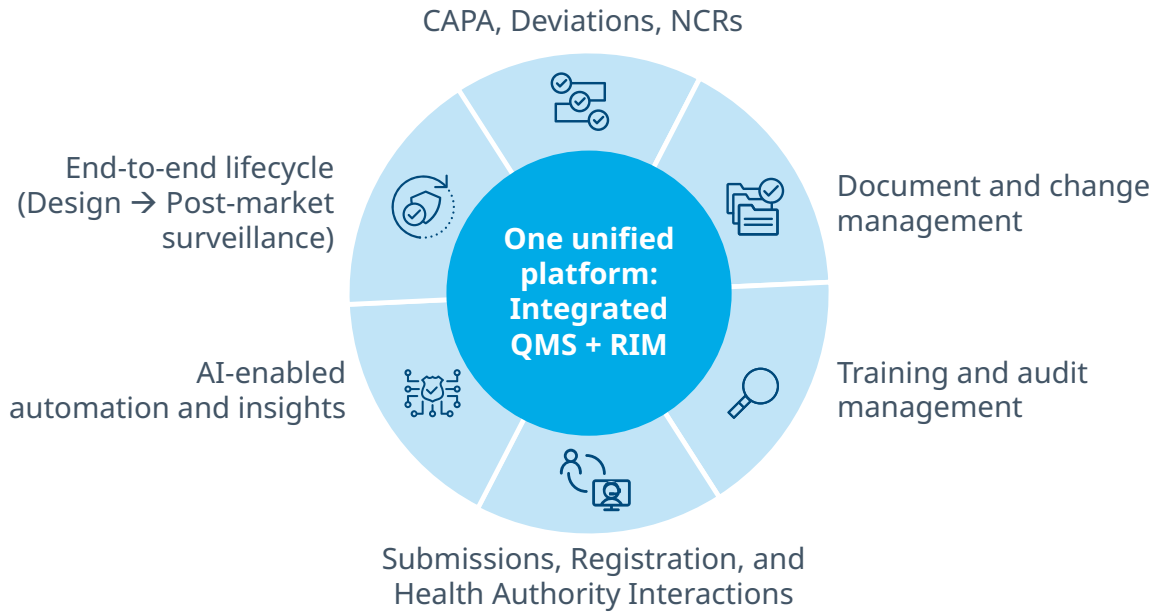 CAPA, Deviations, NCRs
End-to-end lifecycle
(Design → Post-market
surveillance)
Document and change
management
One unified
platform:
Integrated
QMS + RIM
AI-enabled
automation and insights
Training and audit
management
Submissions, Registration, and
Health Authority Interactions